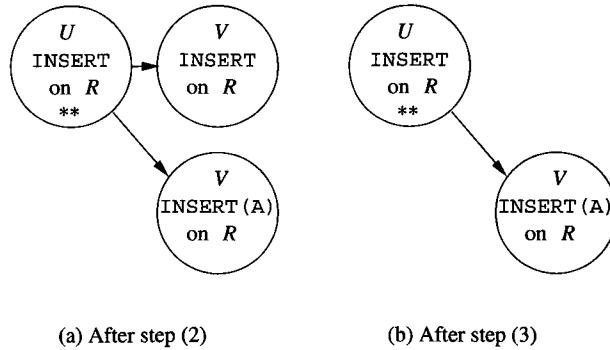 U
INSERT
on R
**
V
INSERT
on R
V
INSERT(A)
on R
(a) After step (2)
U
INSERT
on R
**
V
INSERT(A)
on R
(b) After step (3)